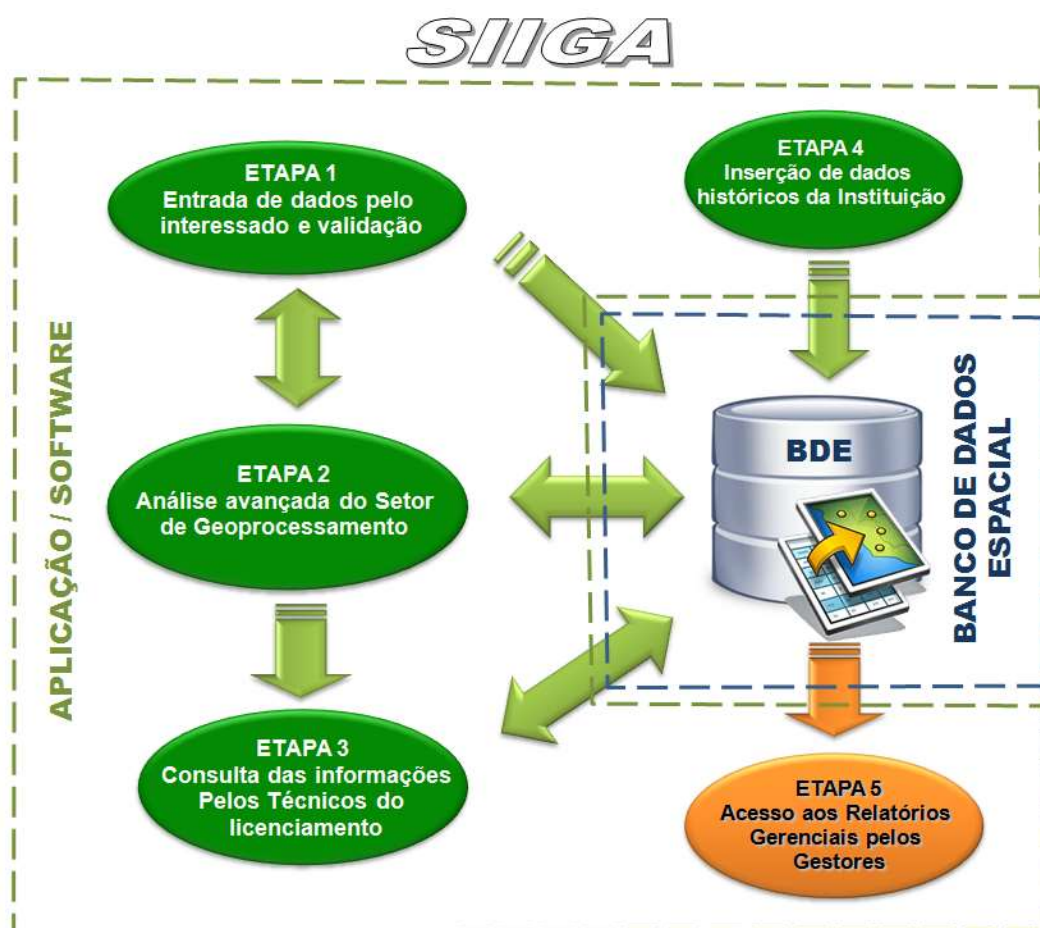 SIIGA
ETAPA 1
Entrada de dados pelo
interessado e validação
ETAPA 4
Inserção de dados
históricos da Instituição
APLICAÇÃO / SOFTWARE
ETAPA 2
Análise avançada do Setor
de Geoprocessamento
BDE
BANCO DE DADOS
ESPACIAL
ETAPA 3
Consulta das informações
Pelos Técnicos do
licenciamento
ETAPA 5
Acesso aos Relatórios
Gerenciais pelos
Gestores